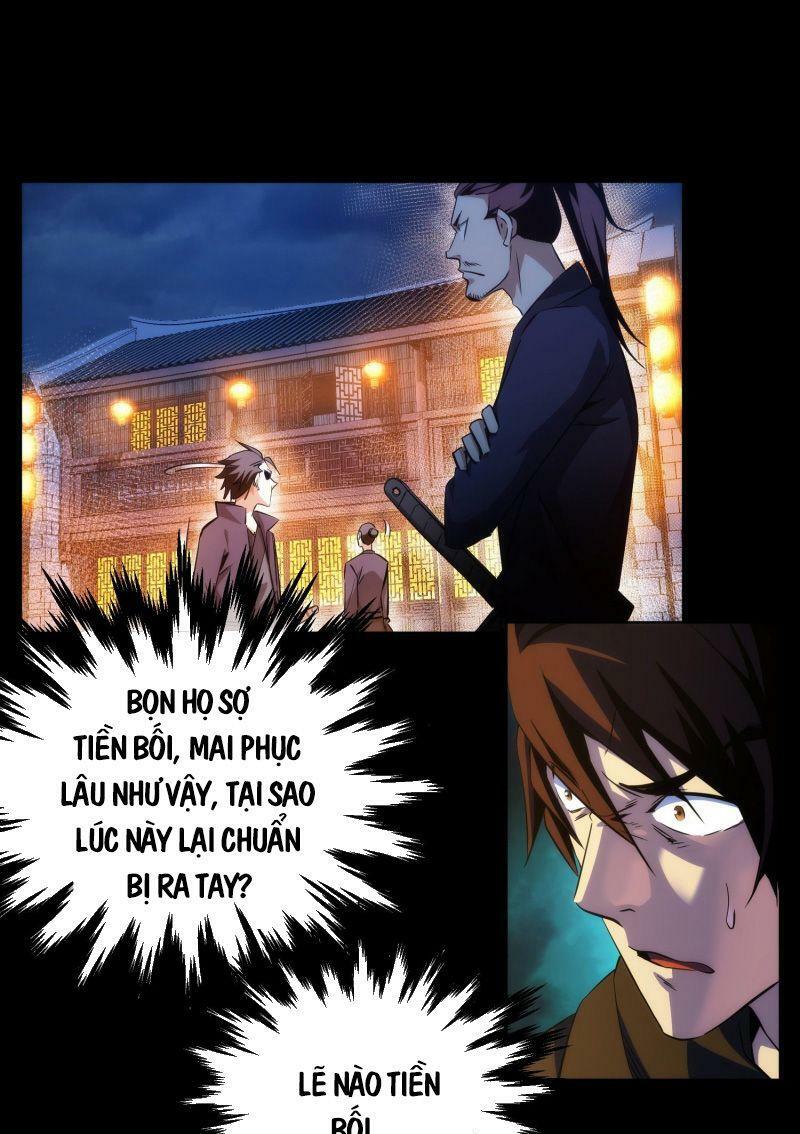 BỌN HỌ SỢ
TIỀN BỐI, MAI PHỤC
LÂU NHƯ VẬY, TẠI SAO
LÚC NÀY LẠI CHUẨN
BỊ RA TAY?
LẼ NÀO TIỀN
BỐI